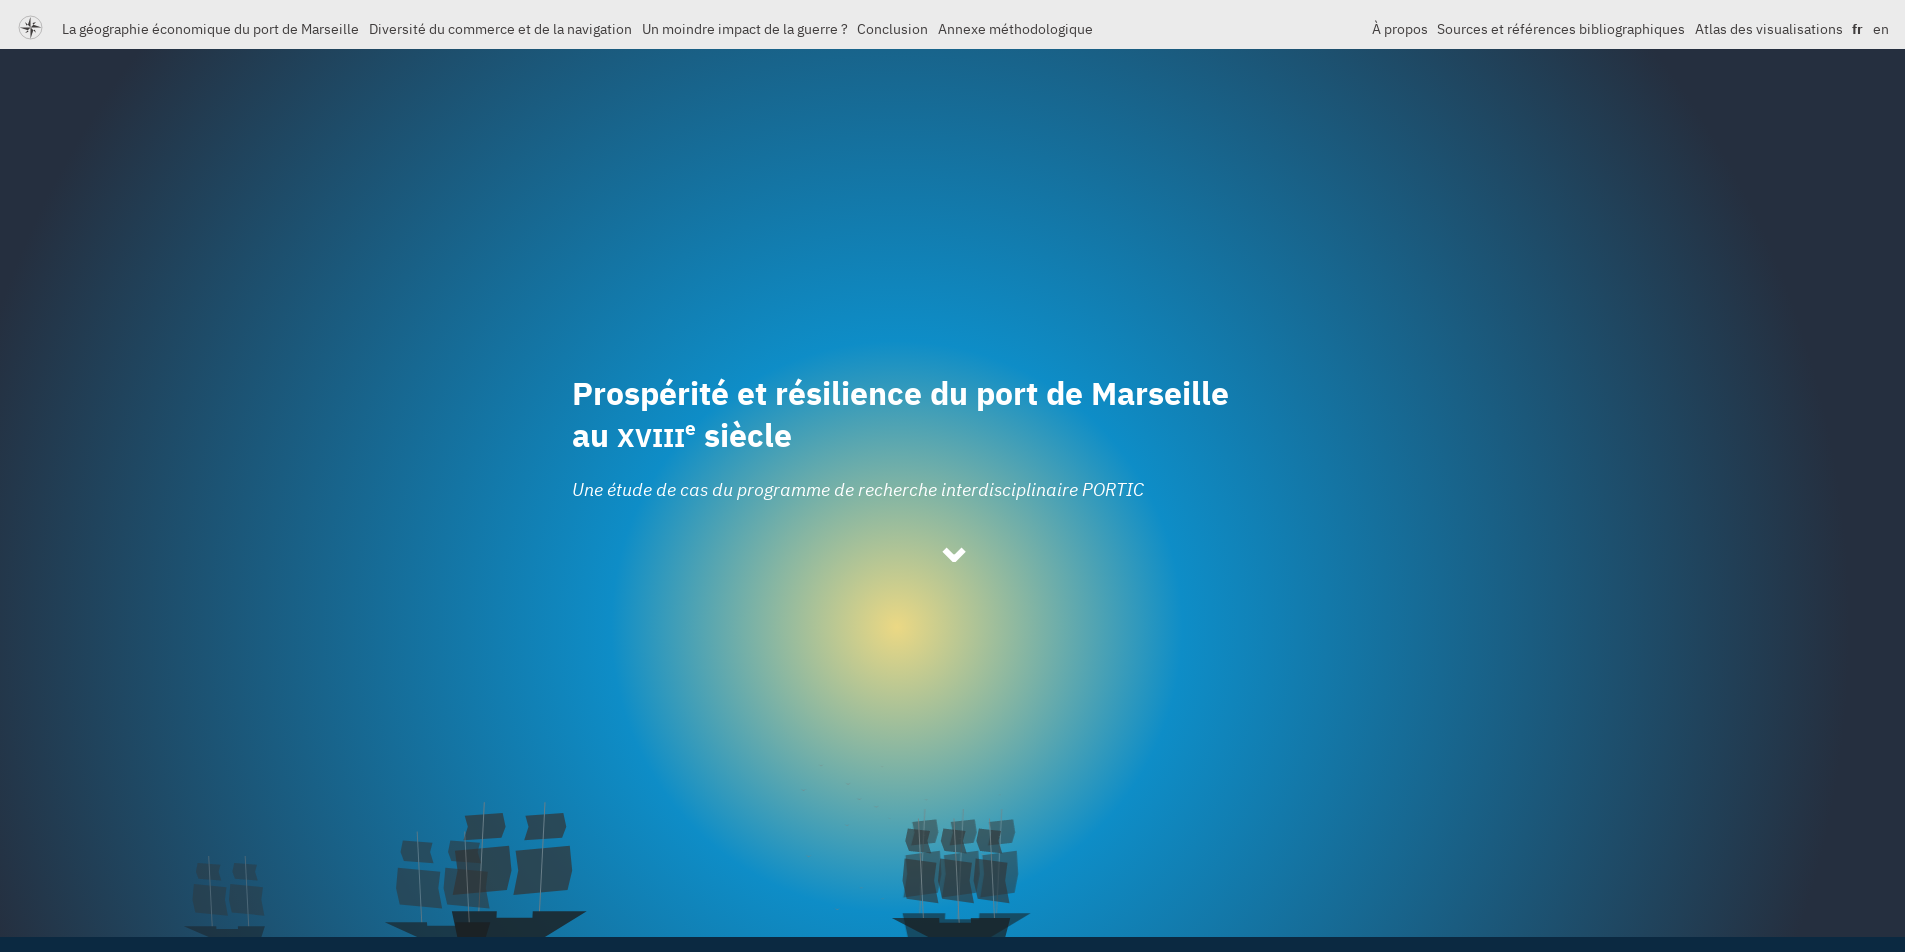 La géographie économique du port de Marseille Diversité du commerce et de la navigation Un moindre impact de la guerre ? Conclusion Annexe méthodologique À propos Sources et références bibliographiques Atlas des visualisations fr en
Prospérité et résilience du port de Marseille
au XVIIIe siècle
Une étude de cas du programme de recherche interdisciplinaire PORTIC